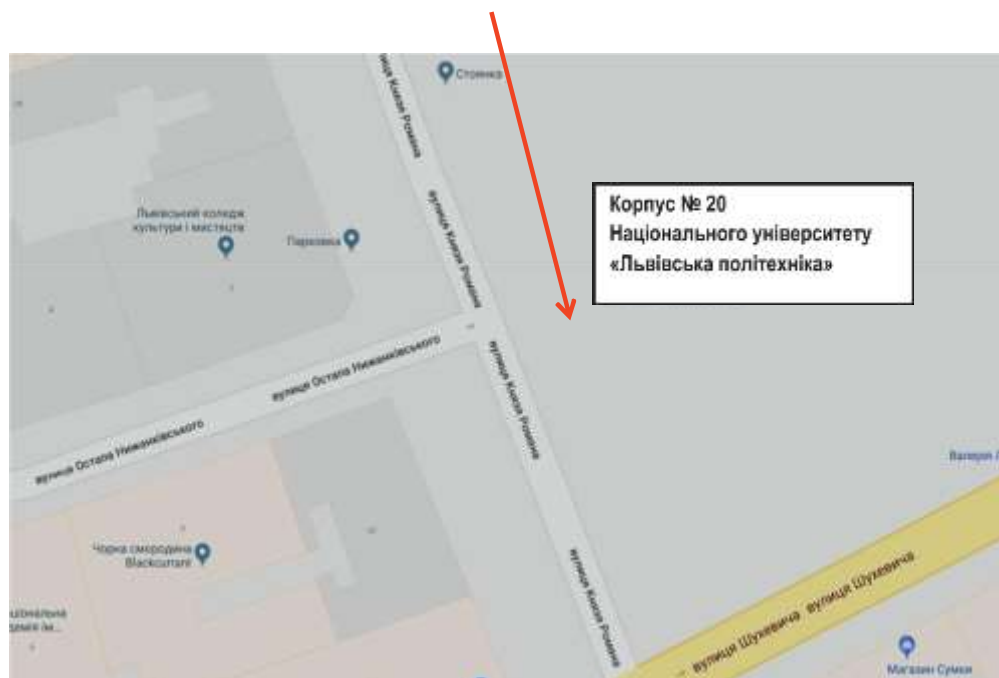 Стоянка
вулиця Князя Романа
вулиця Князя Романа
Львівський коледж
культури і мистецтв
Парковка
Корпус № 20
Національного університету
«Львівська політехніка»
вулиця Остапа Нижанківського
вулиця Остапа Нижанківського
вулиця Князя Романа
Валерія
Чорна смородина
Blackcurrant
вулиця Князя Романа
вулиця Шухевича
вулиця Шухевича
Магазин Сумки